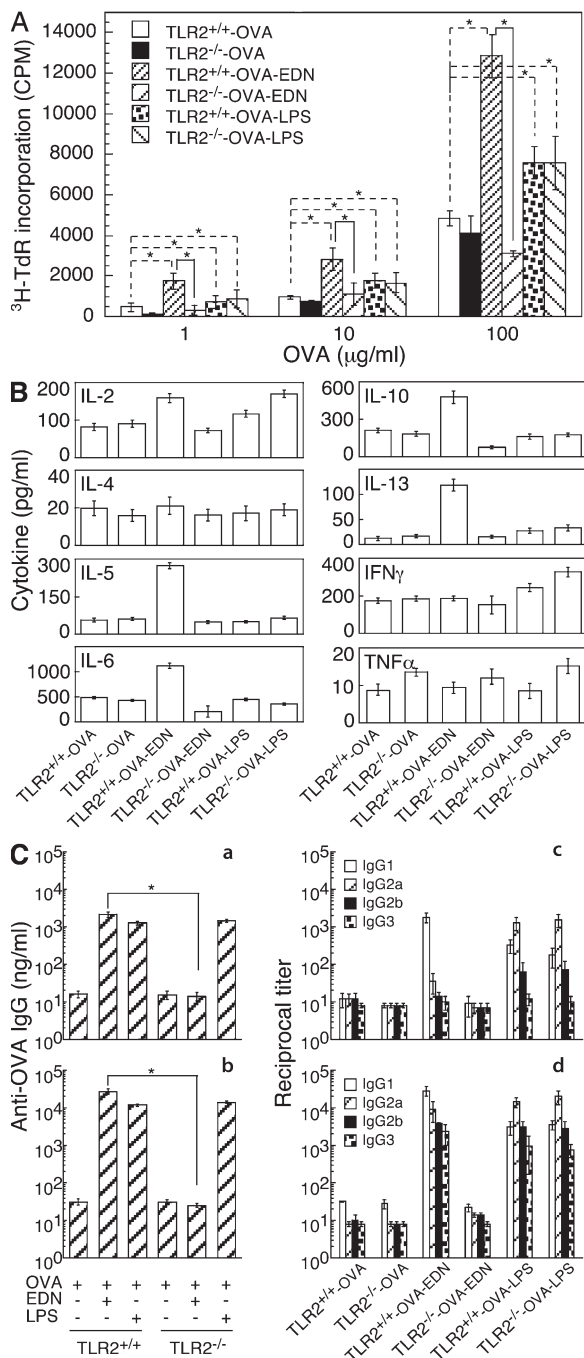 A
³H-TdR incorporation (CPM)
14000
12000
10000
8000
6000
4000
2000
0
TLR2+/+-OVA
TLR2-/--OVA
TLR2+/+-OVA-EDN
TLR2-/--OVA-EDN
TLR2+/+-OVA-LPS
TLR2-/--OVA-LPS
* * * *
* * * *
* * * *
1 10 100
OVA (μg/ml)
B
Cytokine (pg/ml)
IL-2
200
100
0
IL-4
40
20
0
IL-5
300
150
0
IL-6
1000
500
0
TLR2+/+-OVA
TLR2-/--OVA
TLR2+/+-OVA-EDN
TLR2-/--OVA-EDN
TLR2+/+-OVA-LPS
TLR2-/--OVA-LPS
IL-10
600
300
0
IL-13
100
50
0
IFNγ
400
200
0
TNFα
20
10
0
TLR2+/+-OVA
TLR2-/--OVA
TLR2+/+-OVA-EDN
TLR2-/--OVA-EDN
TLR2+/+-OVA-LPS
TLR2-/--OVA-LPS
C
Anti-OVA IgG (ng/ml)
a
10⁵
10⁴
10³
10²
10¹
10⁰
*
b
10⁴
10³
10²
10¹
10⁰
*
OVA + + + + + +
EDN - + - - + -
LPS - - + - - +
TLR2+/+ TLR2-/-
Reciprocal titer
c
10⁵
10⁴
10³
10²
10¹
10⁰
IgG1
IgG2a
IgG2b
IgG3
d
10⁴
10³
10²
10¹
10⁰
IgG1
IgG2a
IgG2b
IgG3
TLR2+/+-OVA
TLR2-/--OVA
TLR2+/+-OVA-EDN
TLR2-/--OVA-EDN
TLR2+/+-OVA-LPS
TLR2-/--OVA-LPS